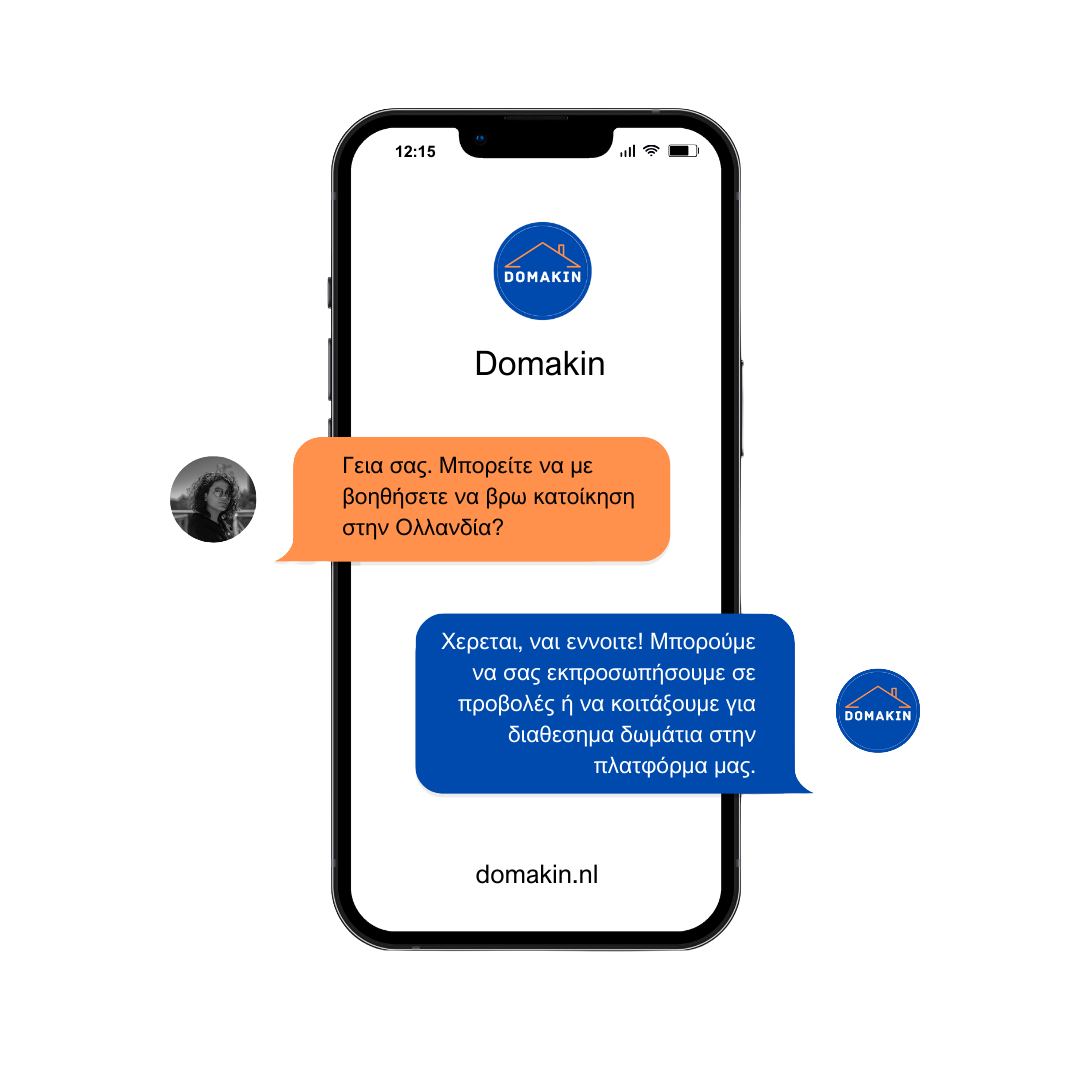 12:15
DOMAKIN
Domakin
Γεια σας. Μπορείτε να με
βοηθήσετε να βρω κατοίκηση
στην Ολλανδία?
Χερεται, ναι εννοιτε! Μπορούμε
να σας εκπροσωπήσουμε σε
προβολές ή να κοιτάξουμε για
διαθεσημα δωμάτια στην
πλατφόρμα μας.
DOMAKIN
domakin.nl